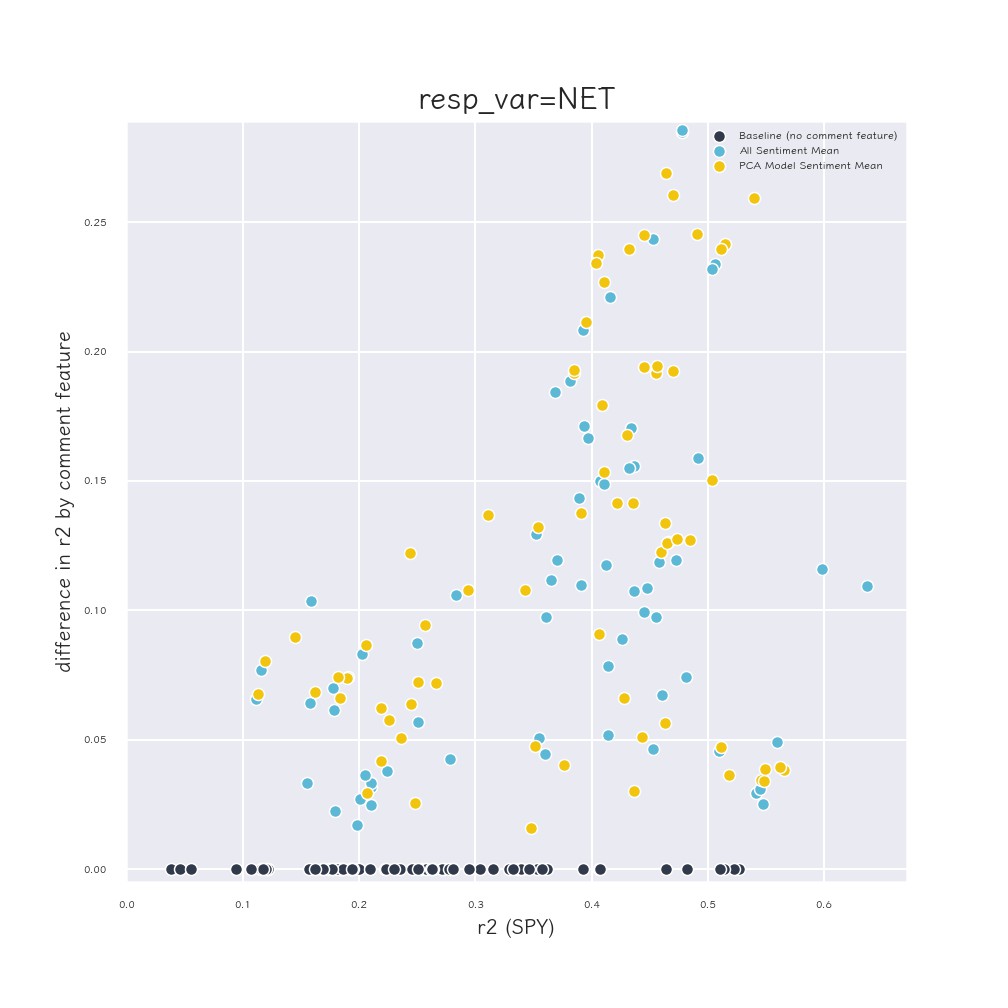 resp_var=NET
Baseline (no comment feature)
All Sentiment Mean
PCA Model Sentiment Mean
difference in r2 by comment feature
0.25
0.20
0.15
0.10
0.05
0.00
0.0 0.1 0.2 0.3 0.4 0.5 0.6
r2 (SPY)